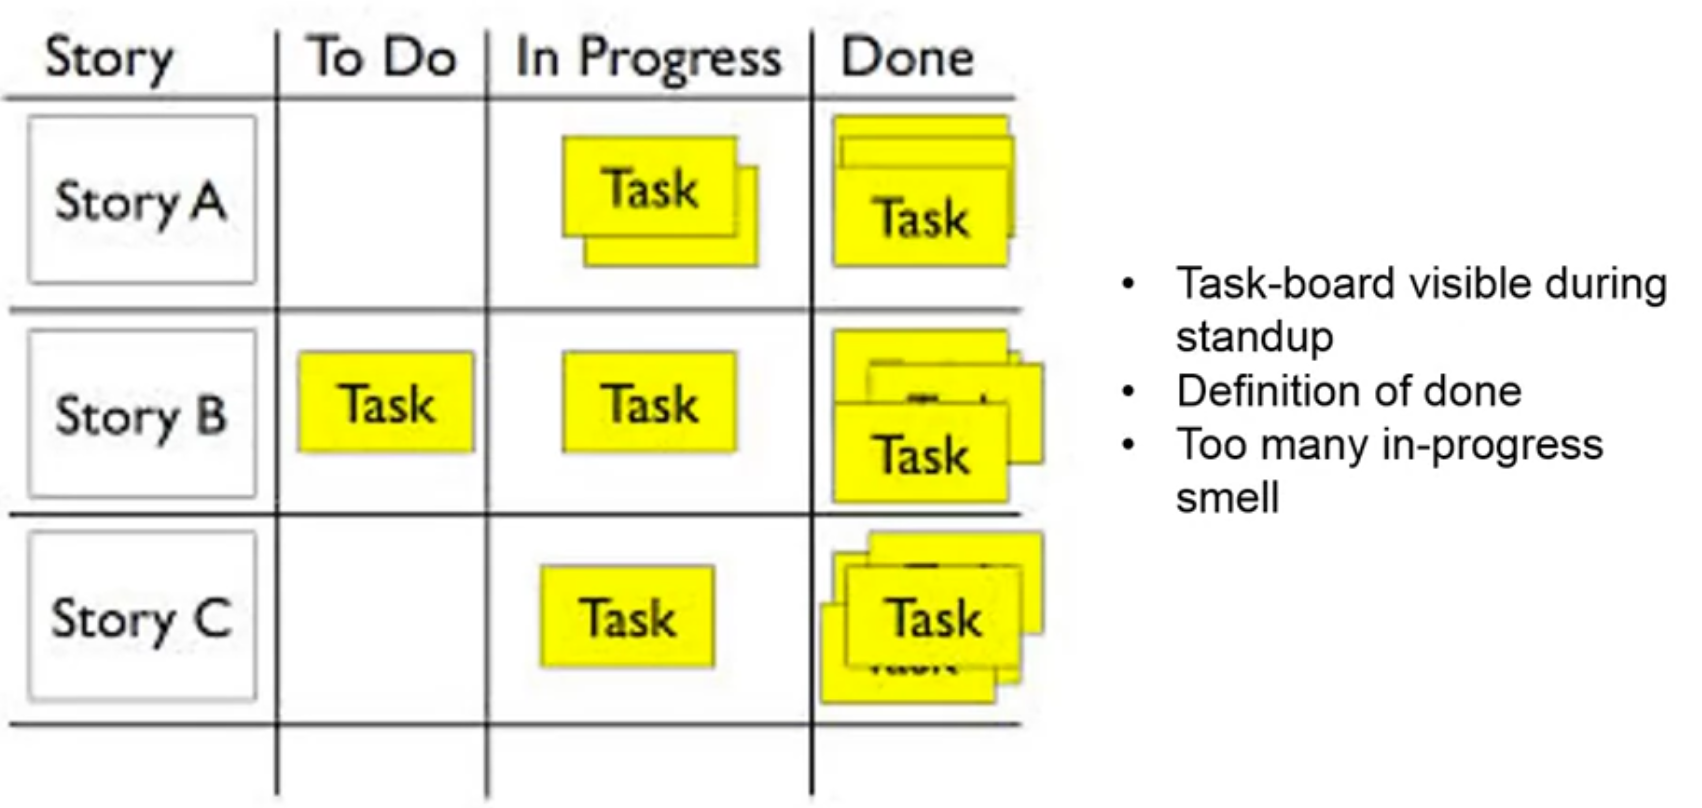 Story To Do In Progress Done
Story A Task Task
Story B Task Task Task
Story C Task Task
• Task-board visible during
standup
• Definition of done
• Too many in-progress
smell